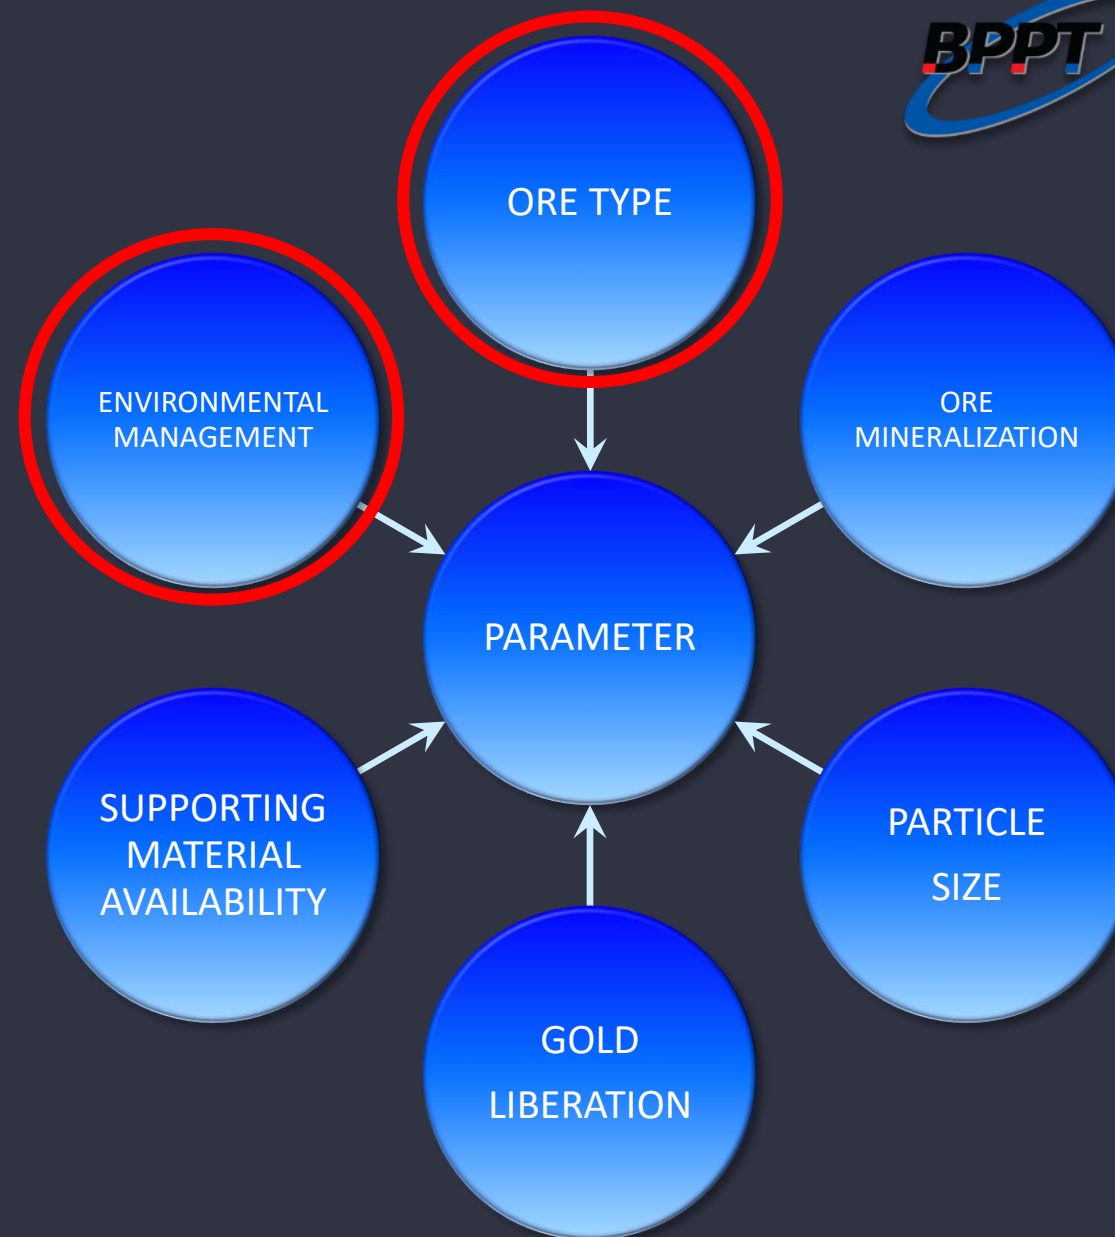 BPPT
ORE TYPE
ENVIRONMENTAL
MANAGEMENT
ORE
MINERALIZATION
PARAMETER
SUPPORTING
MATERIAL
AVAILABILITY
PARTICLE
SIZE
GOLD
LIBERATION